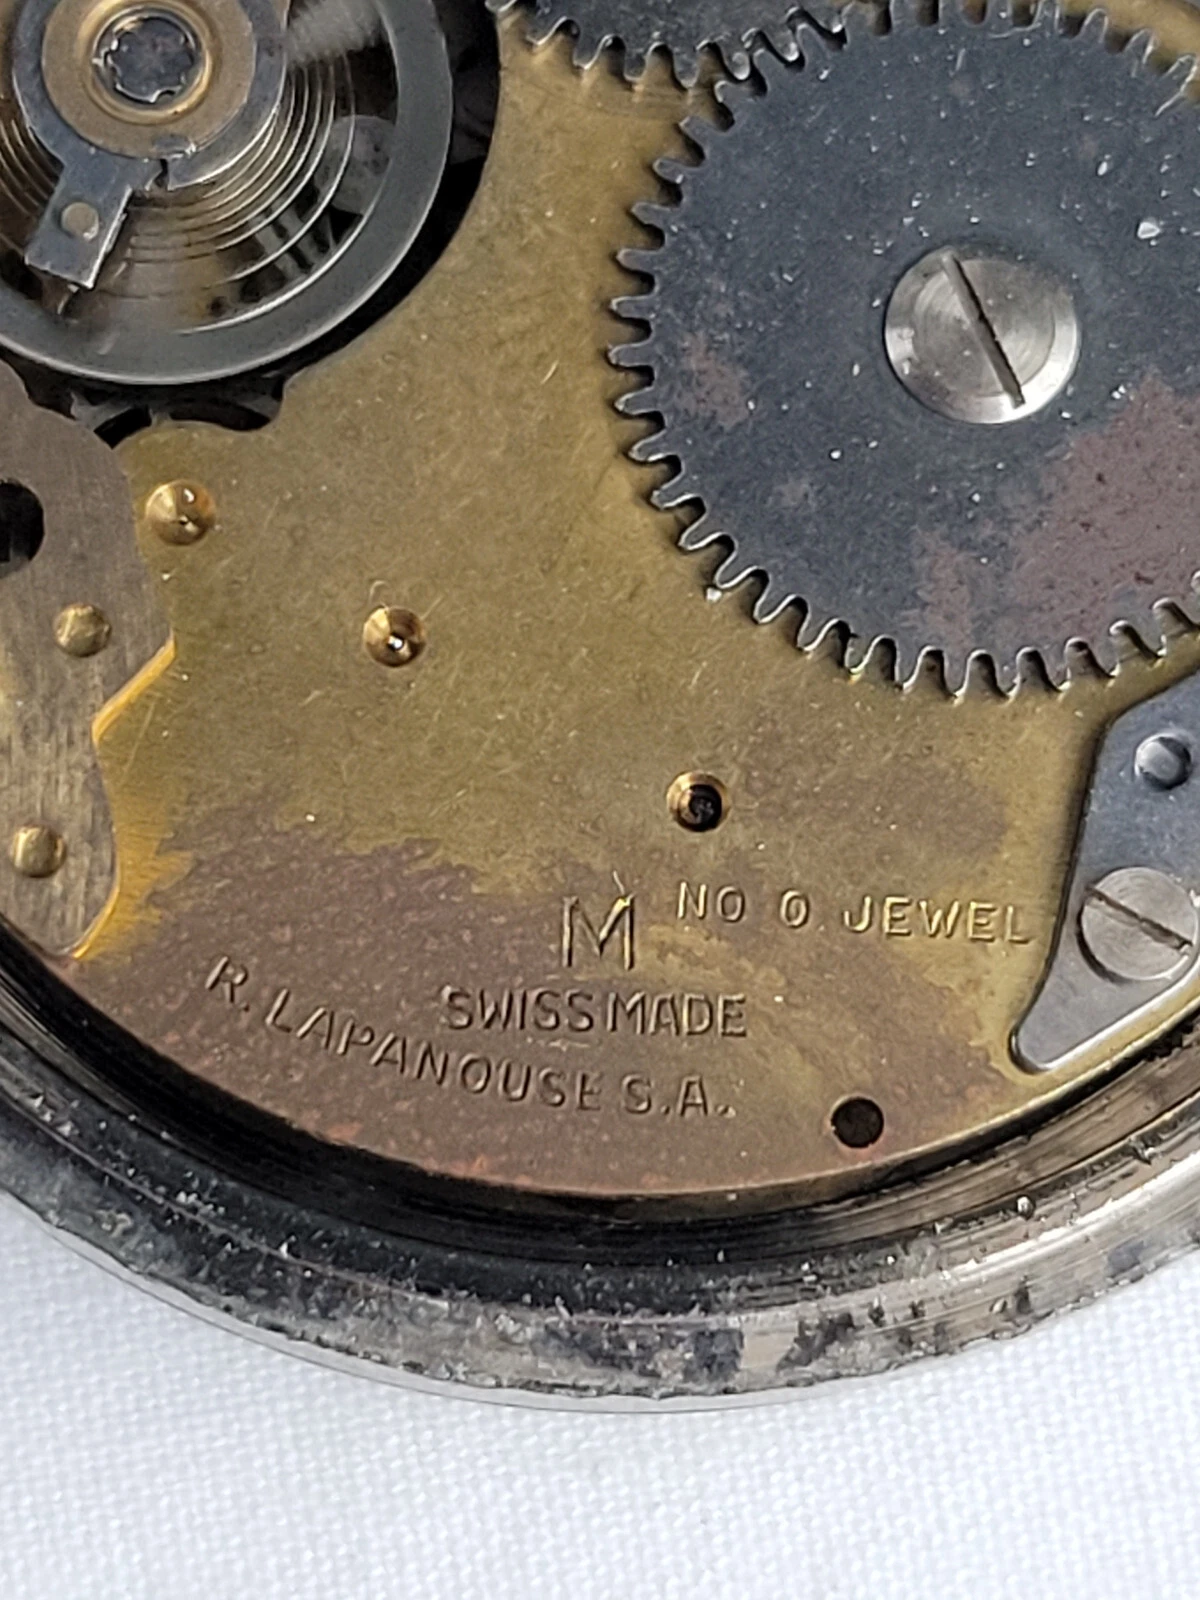 NO 0 JEWEL
M
SWISS MADE
R. LAPANOUSE S.A.